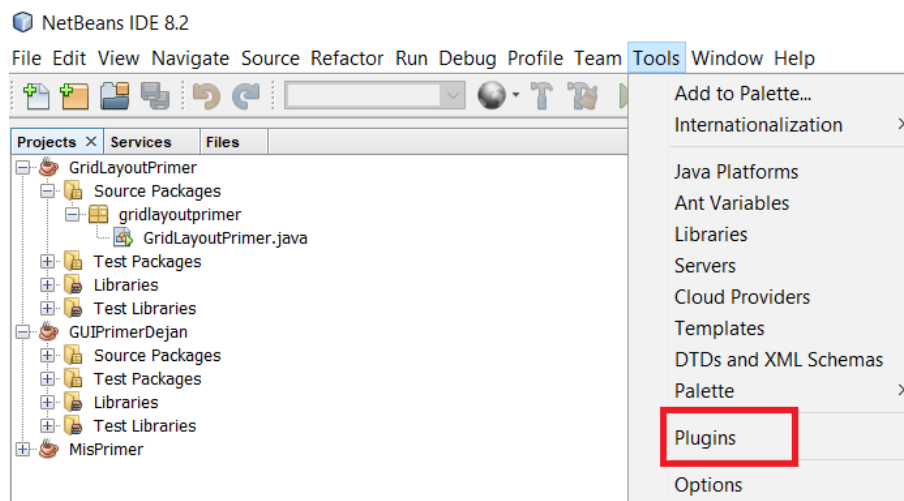 NetBeans IDE 8.2
File Edit View Navigate Source Refactor Run Debug Profile Team Tools Window Help
Projects × Services Files
GridLayoutPrimer
Source Packages
gridlayoutprimer
GridLayoutPrimer.java
Test Packages
Libraries
Test Libraries
GUIPrimerDejan
Source Packages
Test Packages
Libraries
Test Libraries
MisPrimer
Add to Palette...
Internationalization
Java Platforms
Ant Variables
Libraries
Servers
Cloud Providers
Templates
DTDs and XML Schemas
Palette
Plugins
Options